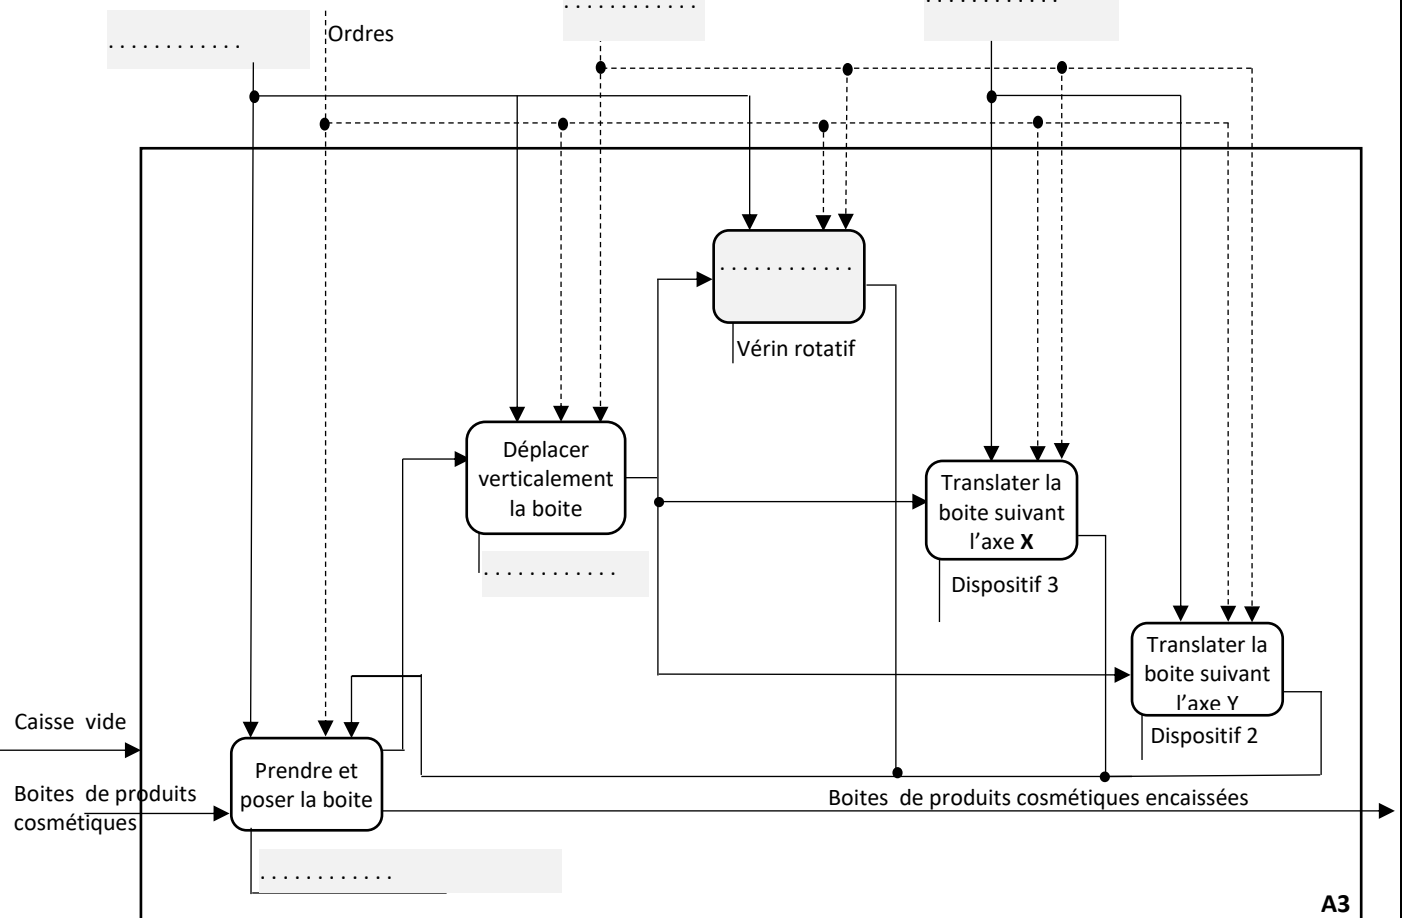 . . . . . . . . . . . .
. . . . . . . . . . . .
. . . . . . . . . . . .
Ordres
. . . . . . . . . . . .
Vérin rotatif
Déplacer
verticalement
la boite
. . . . . . . . . . . .
Translater la
boite suivant
l’axe X
Dispositif 3
Translater la
boite suivant
l’axe Y
Dispositif 2
Caisse vide
Prendre et
poser la boite
Boites de produits
cosmétiques
Boites de produits cosmétiques encaissées
. . . . . . . . . . . .
A3